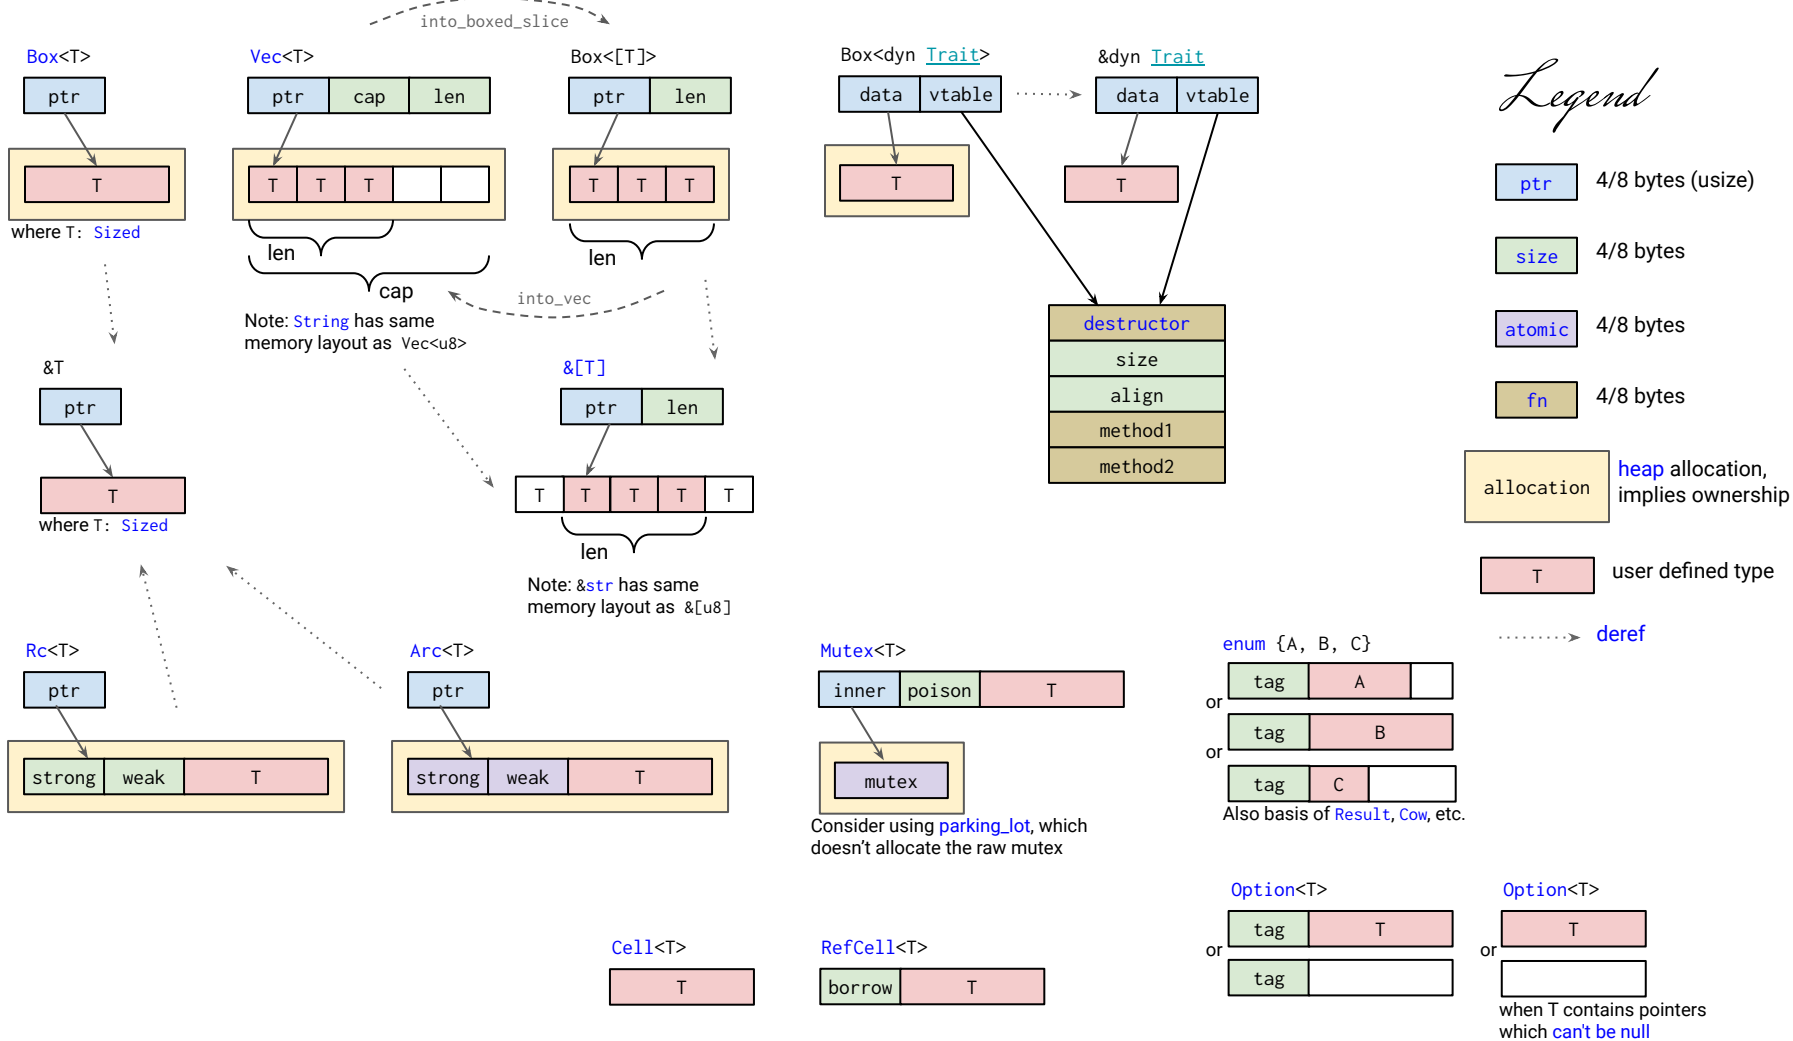 into_boxed_slice
Box<T>
ptr
T
where T: Sized
Vec<T>
ptr cap len
T T T
len
cap
Note: String has same
memory layout as Vec<u8>
Box<[T]>
ptr len
T T T
len
into_vec
Box<dyn Trait>
data vtable
T
&dyn Trait
data vtable
T
destructor
size
align
method1
method2
Legend
ptr 4/8 bytes (usize)
size 4/8 bytes
atomic 4/8 bytes
fn 4/8 bytes
allocation
heap allocation,
implies ownership
T user defined type
deref
&T
ptr
T
where T: Sized
&[T]
ptr len
T T T T T
len
Note: &str has same
memory layout as &[u8]
Rc<T>
ptr
strong weak T
Arc<T>
ptr
strong weak T
Mutex<T>
inner poison T
mutex
Consider using parking_lot, which
doesn't allocate the raw mutex
enum {A, B, C}
tag A
or
tag B
or
tag C
Also basis of Result, Cow, etc.
Cell<T>
T
RefCell<T>
borrow T
Option<T>
tag T
or
tag
Option<T>
T
or
when T contains pointers
which can't be null